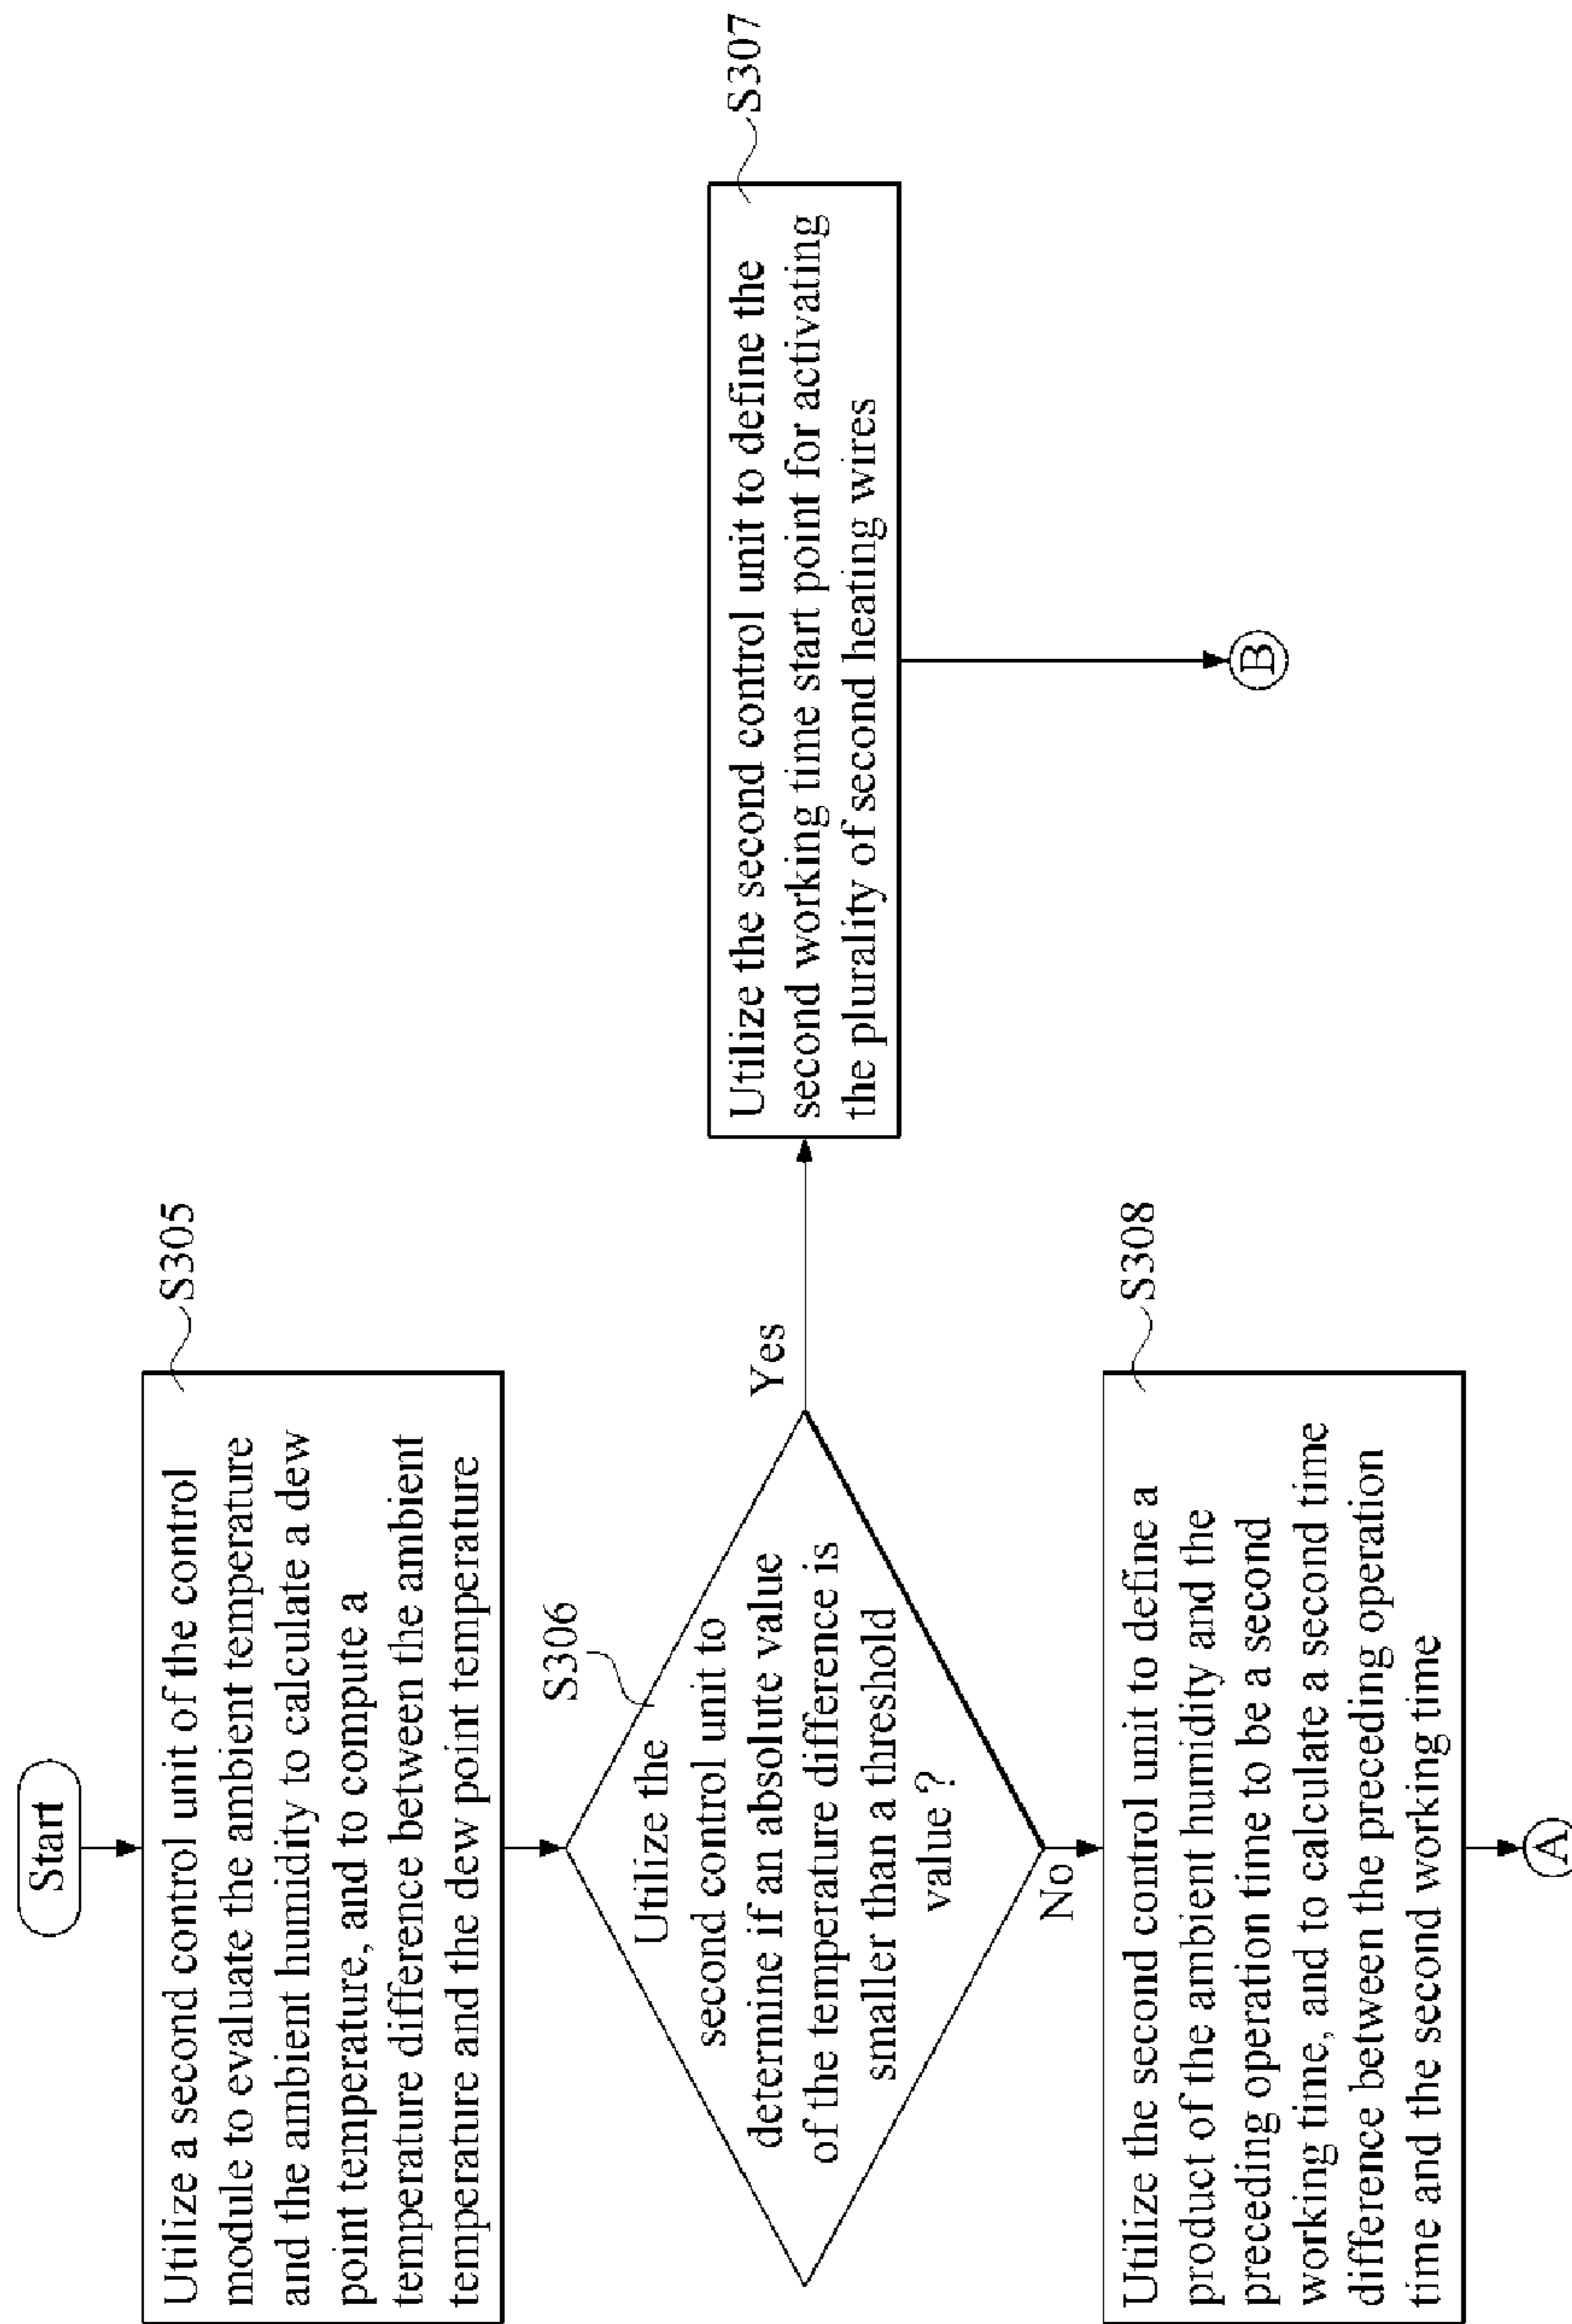 Start
S305
Utilize a second control unit of the control
module to evaluate the ambient temperature
and the ambient humidity to calculate a dew
point temperature, and to compute a
temperature difference between the ambient
temperature and the dew point temperature
S306
Utilize the
second control unit to
determine if an absolute value
of the temperature difference is
smaller than a threshold
value ?
Yes
No
S307
Utilize the second control unit to define the
second working time start point for activating
the plurality of second heating wires
B
S308
Utilize the second control unit to define a
product of the ambient humidity and the
preceding operation time to be a second
working time, and to calculate a second time
difference between the preceding operation
time and the second working time
A